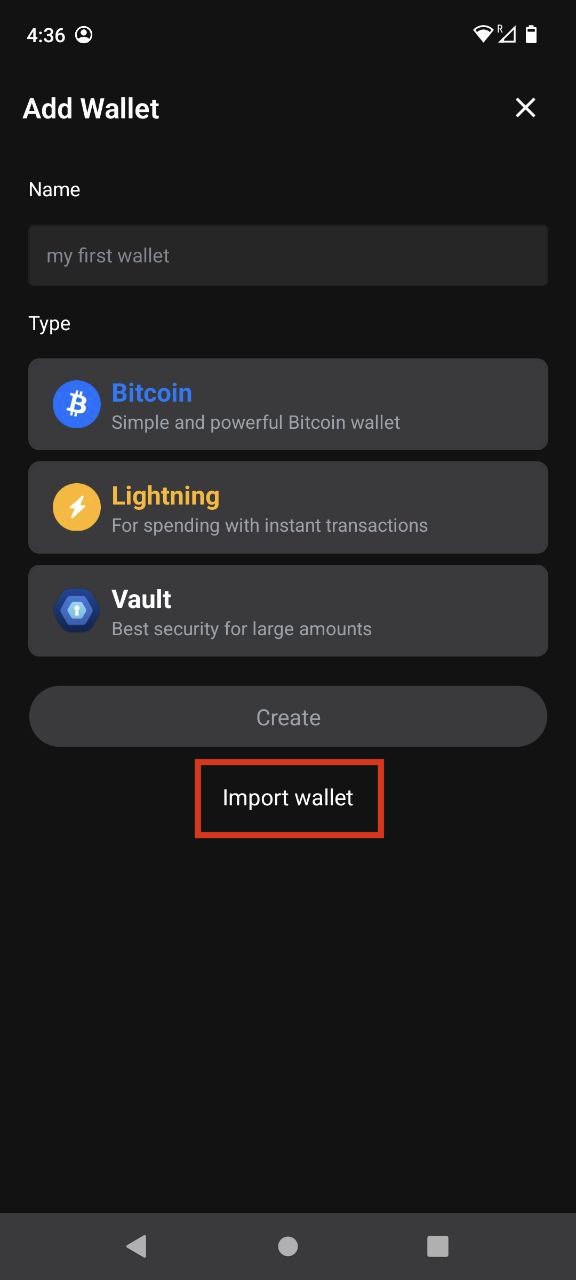 4:36
R
Add Wallet
Name
my first wallet
Type
Bitcoin
Simple and powerful Bitcoin wallet
Lightning
For spending with instant transactions
Vault
Best security for large amounts
Create
Import wallet